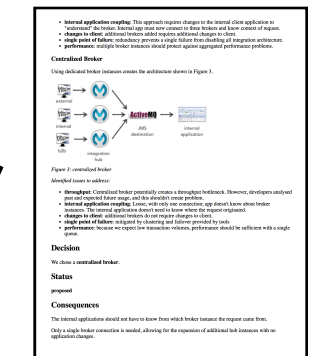 • internal application coupling: This approach requires changes to the internal client application to
"understand" the broker. Internal app must now connect to three brokers and know context of request.
• changes to client: additional brokers added requires additional changes to client.
• single point of failure: redundancy prevents a single failure from disabling all integration architecture.
• performance: multiple broker instances should protect against aggregated performance problems.
Centralized Broker
Using dedicated broker instances creates the architecture shown in Figure 3.
external
internal
b2b
integration
hub
ActiveMQ
JMS
destination
internal
application
Figure 3: centralized broker
Identified issues to address:
• throughput: Centralized broker potentially creates a throughput bottleneck. However, developers analysed
past and expected future usage, and this shouldn't create problem.
• internal application coupling: Loose, with only one connection; app doesn't know about broker
instances. The internal application doesn't need to know where the request originated.
• changes to client: additional brokers do not require changes to client.
• single point of failure: mitigated by clustering and failover provided by tools
• performance: because we expect low transaction volumes, performance should be sufficient with a single
queue.
Decision
We chose a centralized broker.
Status
proposed
Consequences
The internal applications should not have to know from which broker instance the request came from.
Only a single broker connection is needed, allowing for the expansion of additional hub instances with no
application changes.